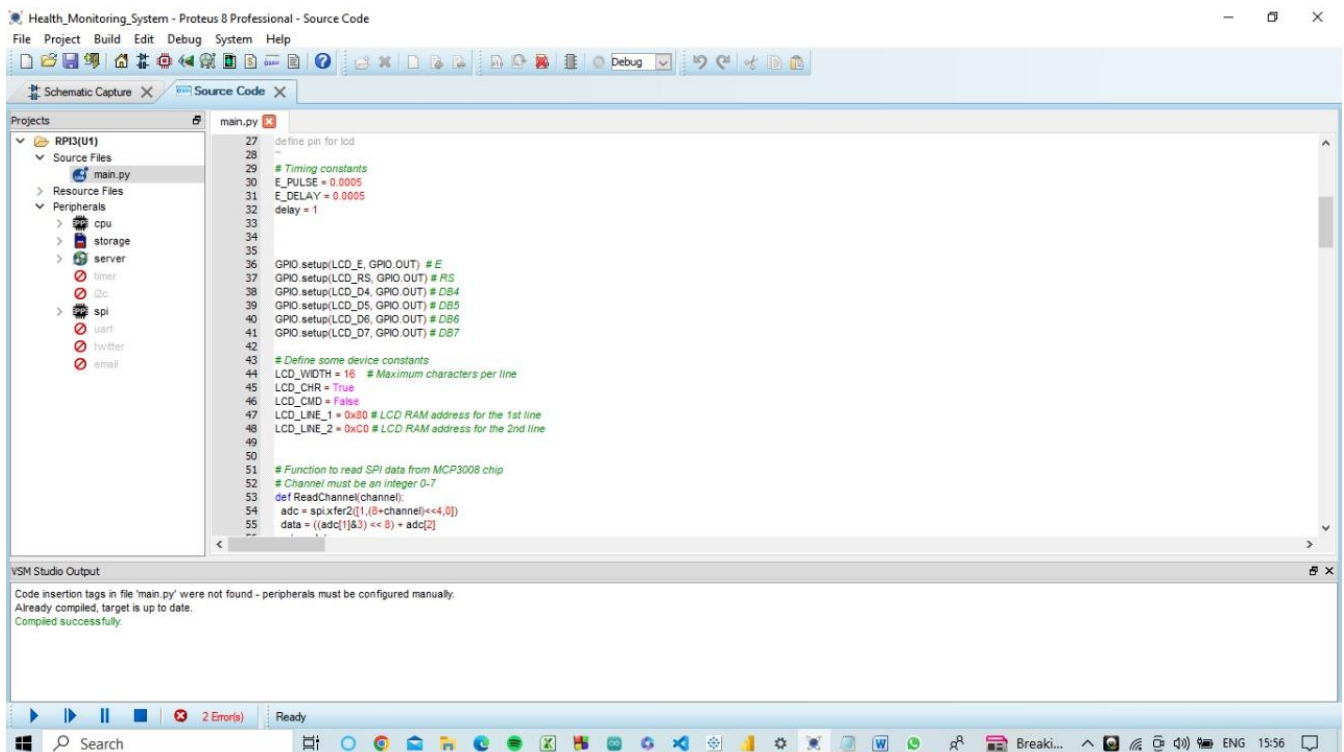 Health_Monitoring_System - Proteus 8 Professional - Source Code
File Project Build Edit Debug System Help
Debug
Schematic Capture
Source Code
Projects
RPI3(U1)
Source Files
main.py
Resource Files
Peripherals
cpu
storage
server
timer
i2c
spi
uart
twitter
email
main.py
27 define pin for lcd
28 '''
29 # Timing constants
30 E_PULSE = 0.0005
31 E_DELAY = 0.0005
32 delay = 1
33
34
35
36 GPIO.setup(LCD_E, GPIO.OUT) # E
37 GPIO.setup(LCD_RS, GPIO.OUT) # RS
38 GPIO.setup(LCD_D4, GPIO.OUT) # DB4
39 GPIO.setup(LCD_D5, GPIO.OUT) # DB5
40 GPIO.setup(LCD_D6, GPIO.OUT) # DB6
41 GPIO.setup(LCD_D7, GPIO.OUT) # DB7
42
43 # Define some device constants
44 LCD_WIDTH = 16 # Maximum characters per line
45 LCD_CHR = True
46 LCD_CMD = False
47 LCD_LINE_1 = 0x80 # LCD RAM address for the 1st line
48 LCD_LINE_2 = 0xC0 # LCD RAM address for the 2nd line
49
50
51 # Function to read SPI data from MCP3008 chip
52 # Channel must be an integer 0-7
53 def ReadChannel(channel):
54 adc = spi.xfer2([1,(8+channel)<<4,0])
55 data = ((adc[1]&3) << 8) + adc[2]
VSM Studio Output
Code insertion tags in file 'main.py' were not found - peripherals must be configured manually.
Already compiled, target is up to date.
Compiled successfully.
2 Error(s)
Ready
Search
Breaki...
ENG
15:56